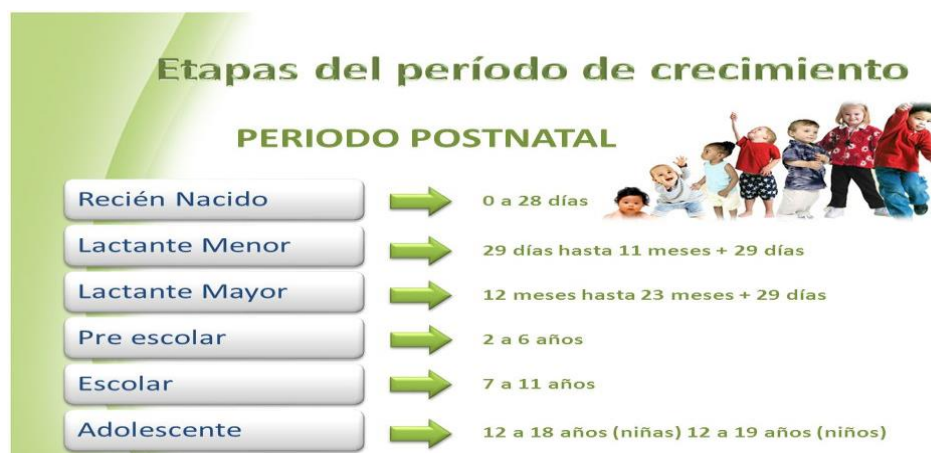 Etapas del período de crecimiento
PERIODO POSTNATAL
Recién Nacido 0 a 28 días
Lactante Menor 29 días hasta 11 meses + 29 días
Lactante Mayor 12 meses hasta 23 meses + 29 días
Pre escolar 2 a 6 años
Escolar 7 a 11 años
Adolescente 12 a 18 años (niñas) 12 a 19 años (niños)